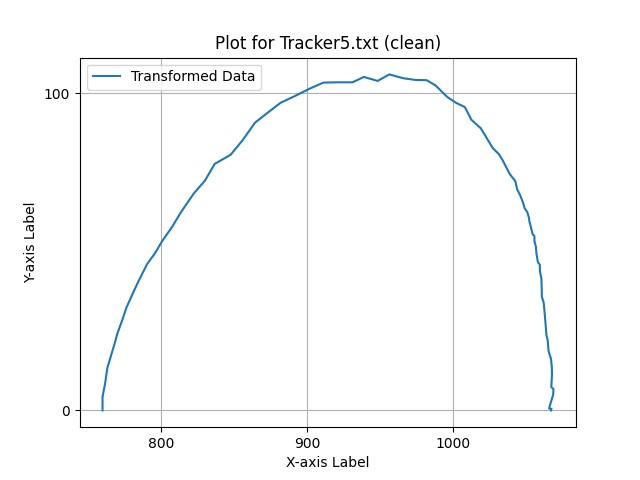 Plot for Tracker5.txt (clean)
Transformed Data
100
0
Y-axis Label
800
900
1000
X-axis Label